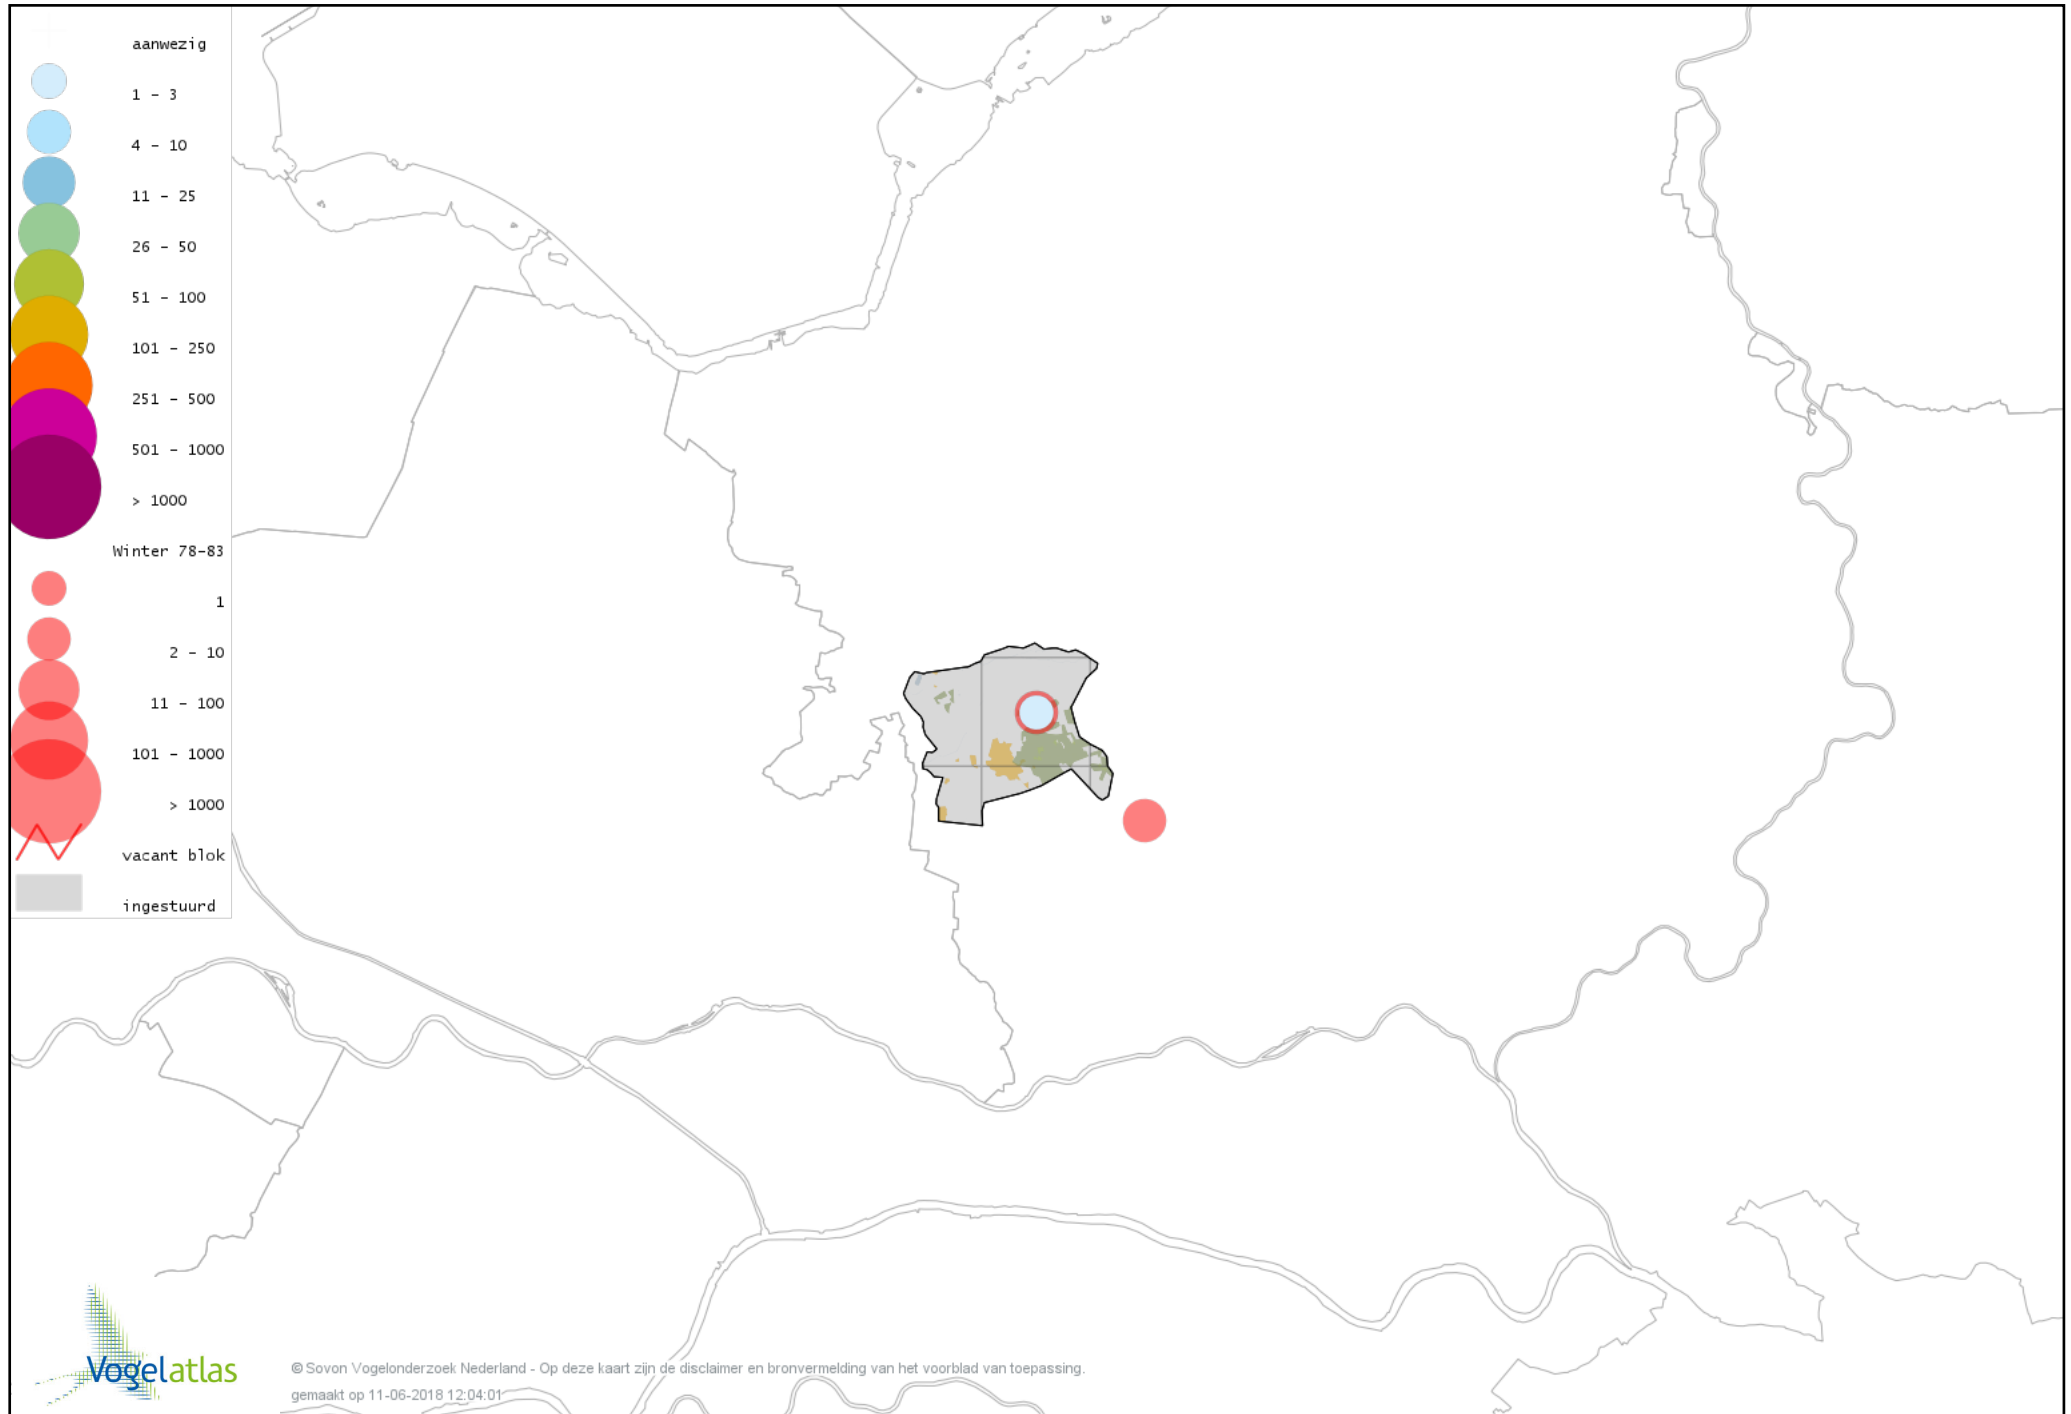 aanwezig
1 - 3
4 - 10
11 - 25
26 - 50
51 - 100
101 - 250
251 - 500
501 - 1000
> 1000
Winter 78-83
1
2 - 10
11 - 100
101 - 1000
> 1000
vacant blok
ingestuurd
Vogelatlas
© Sovon Vogelonderzoek Nederland - Op deze kaart zijn de disclaimer en bronvermelding van het voorblad van toepassing.
gemaakt op 11-06-2018 12:04:01